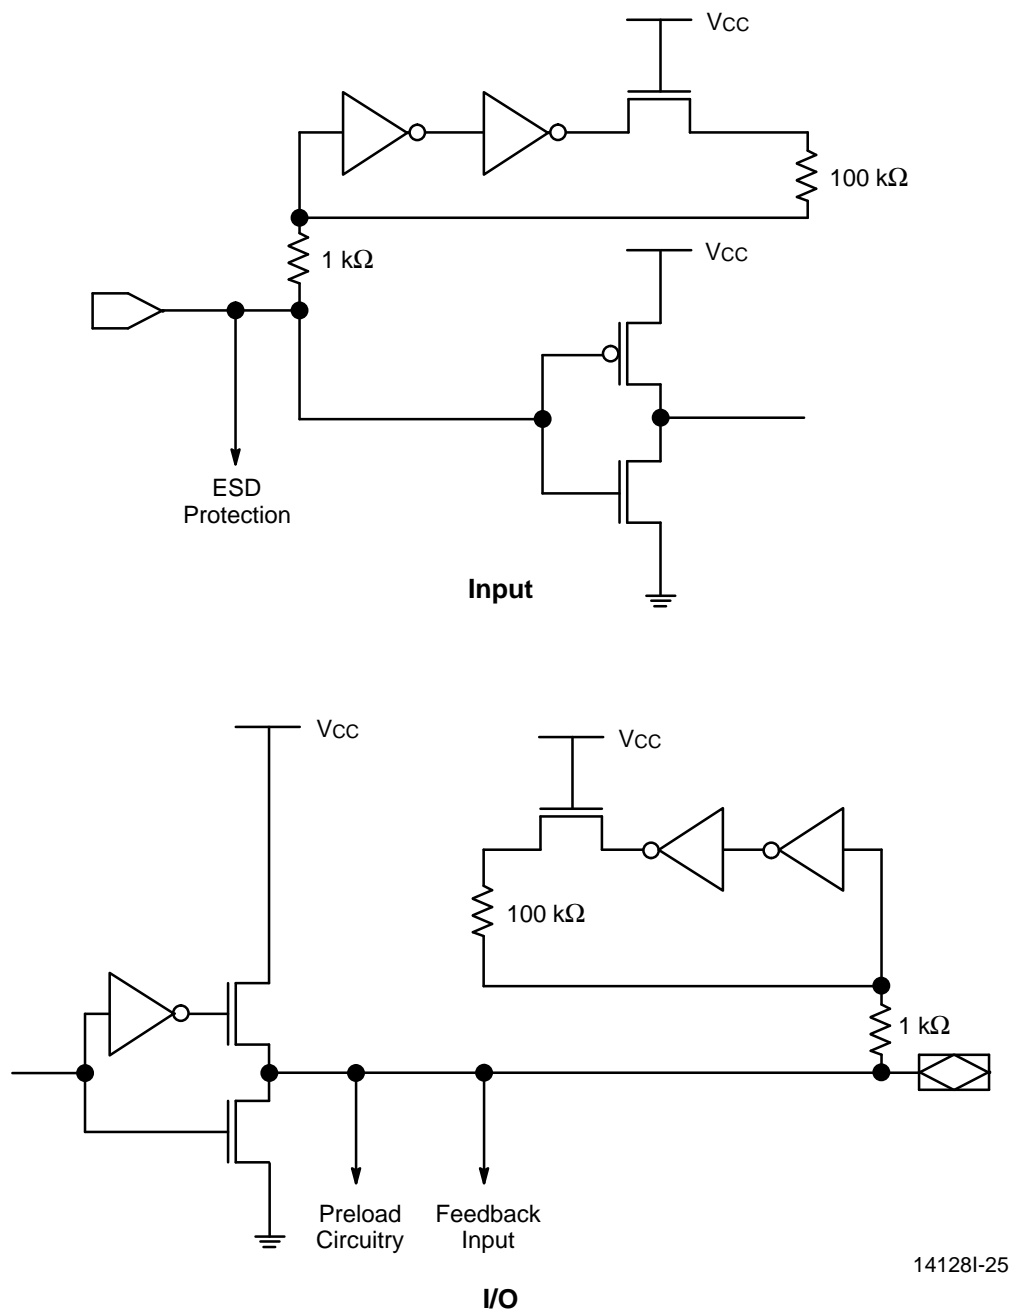 VCC
100 kΩ
1 kΩ
VCC
ESD
Protection
Input
VCC
VCC
100 kΩ
1 kΩ
Preload
Circuitry
Feedback
Input
14128I-25
I/O